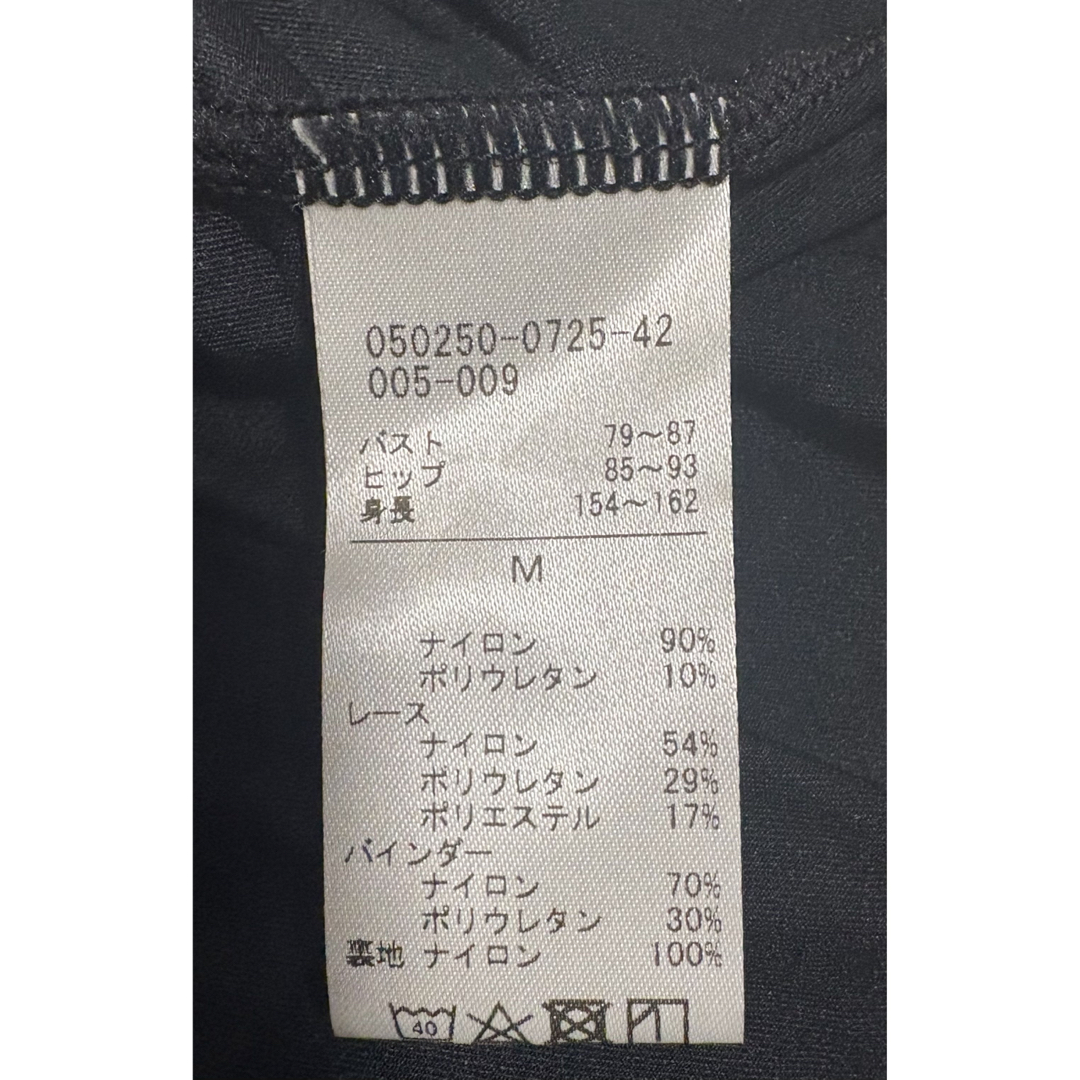 050250-0725-42
005-009
バスト 79～87
ヒップ 85～93
身長 154～162
M
ナイロン 90%
ポリウレタン 10%
レース
ナイロン 54%
ポリウレタン 29%
ポリエステル 17%
バインダー
ナイロン 70%
ポリウレタン 30%
裏地 ナイロン 100%
40